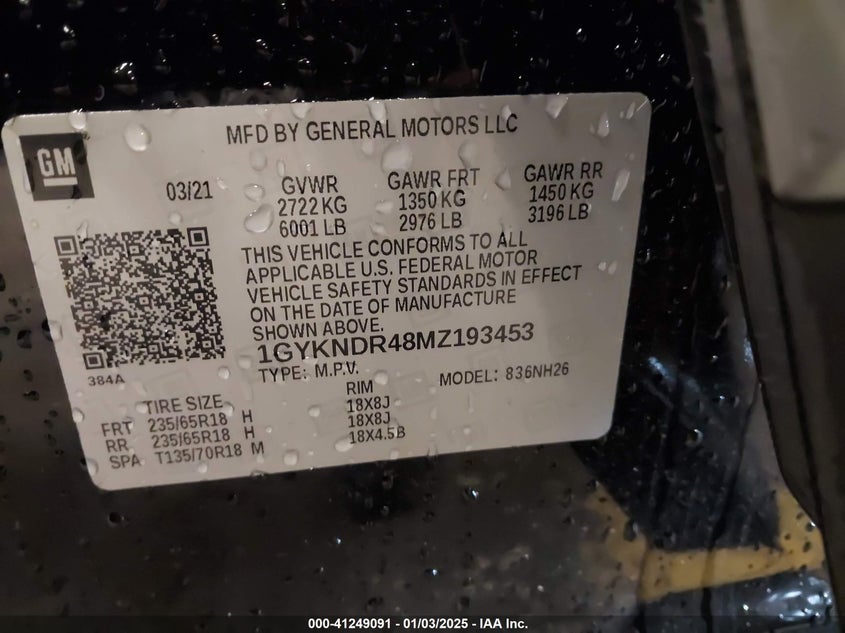 MFD BY GENERAL MOTORS LLC
GM
03/21
GVWR
2722 KG
6001 LB
GAWR FRT
1350 KG
2976 LB
GAWR RR
1450 KG
3196 LB
THIS VEHICLE CONFORMS TO ALL
APPLICABLE U.S. FEDERAL MOTOR
VEHICLE SAFETY STANDARDS IN EFFECT
ON THE DATE OF MANUFACTURE
SHOWN ABOVE.
1GYKNDR48MZ193453
TYPE: M.P.V.
MODEL: 836NH26
384A
TIRE SIZE RIM
FRT 235/65R18 H 18X8J
RR 235/65R18 H 18X8J
SPA T135/70R18 M 18X4.5B
000-41249091 - 01/03/2025 - IAA Inc.